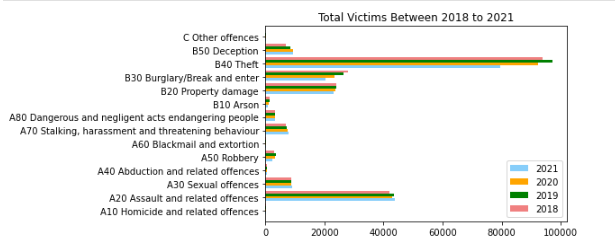 Total Victims Between 2018 to 2021
C Other offences
B50 Deception
B40 Theft
B30 Burglary/Break and enter
B20 Property damage
B10 Arson
A80 Dangerous and negligent acts endangering people
A70 Stalking, harassment and threatening behaviour
A60 Blackmail and extortion
A50 Robbery
A40 Abduction and related offences
A30 Sexual offences
A20 Assault and related offences
A10 Homicide and related offences
2021
2020
2019
2018
0 20000 40000 60000 80000 100000